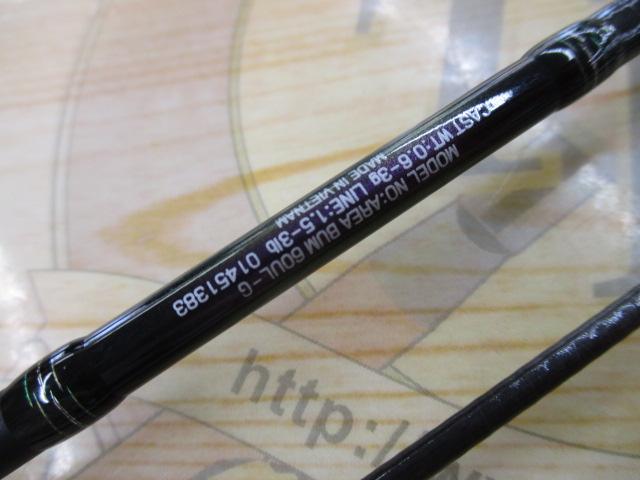 MODEL NO:AREA BUM 60UL-G
CAST WT:0.6-3g LINE:1.5-3lb 01451383
MADE IN VIETNAM
http:/